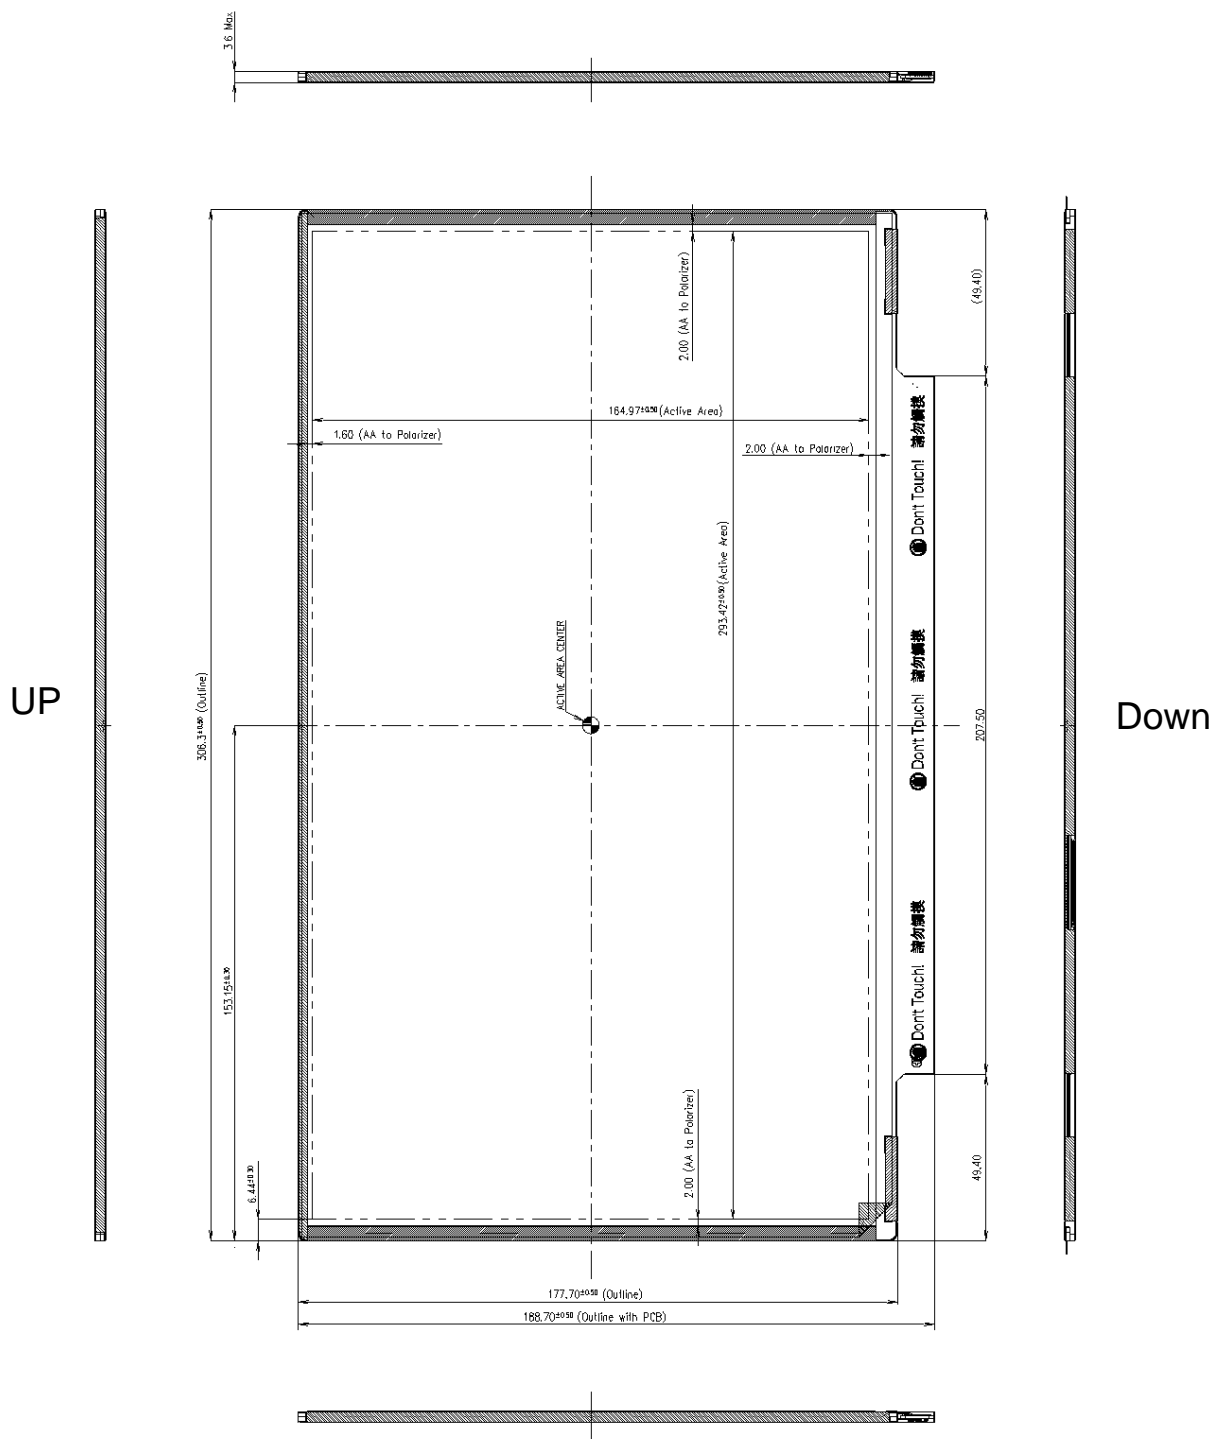 3.6 Max
2.00 (AA to Polarizer)
(49.40)
164.97±0.50 (Active Area)
1.60 (AA to Polarizer)
2.00 (AA to Polarizer)
Don't Touch! 請勿觸摸
293.42±0.50 (Active Area)
ACTIVE AREA CENTER
Don't Touch! 請勿觸摸
UP
306.3±0.50 (Outline)
207.50
Down
Don't Touch! 請勿觸摸
153.15±0.30
2.00 (AA to Polarizer)
6.44±0.30
49.40
177.70±0.50 (Outline)
188.70±0.50 (Outline with PCB)